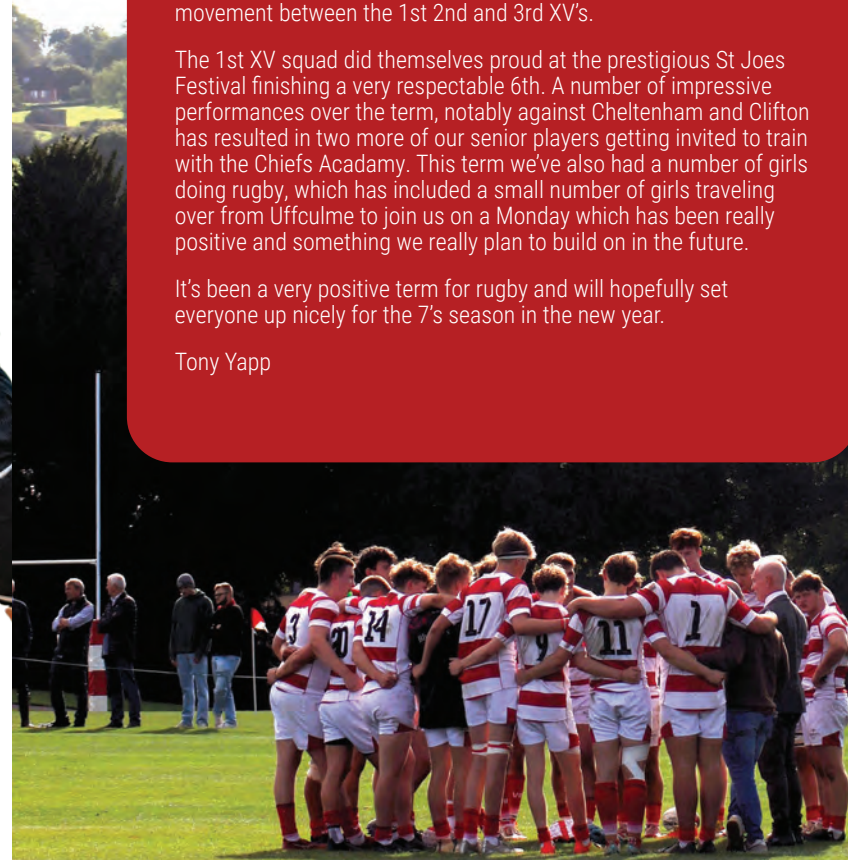 movement between the 1st 2nd and 3rd XV's.
The 1st XV squad did themselves proud at the prestigious St Joes
Festival finishing a very respectable 6th. A number of impressive
performances over the term, notably against Cheltenham and Clifton
has resulted in two more of our senior players getting invited to train
with the Chiefs Acadamy. This term we've also had a number of girls
doing rugby, which has included a small number of girls traveling
over from Uffculme to join us on a Monday which has been really
positive and something we really plan to build on in the future.
It's been a very positive term for rugby and will hopefully set
everyone up nicely for the 7's season in the new year.
Tony Yapp
3
20
24
17
9
11
1